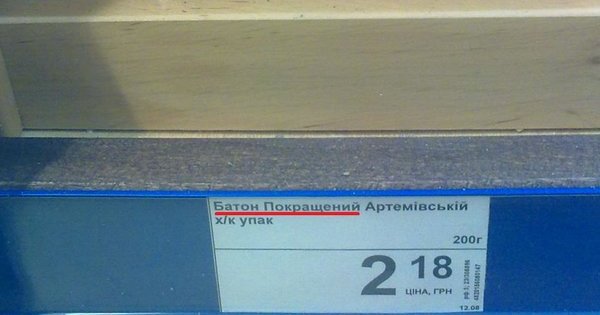 Батон Покращений Артемівській
х/к упак
200г
2 18
ЦІНА, ГРН
12.08